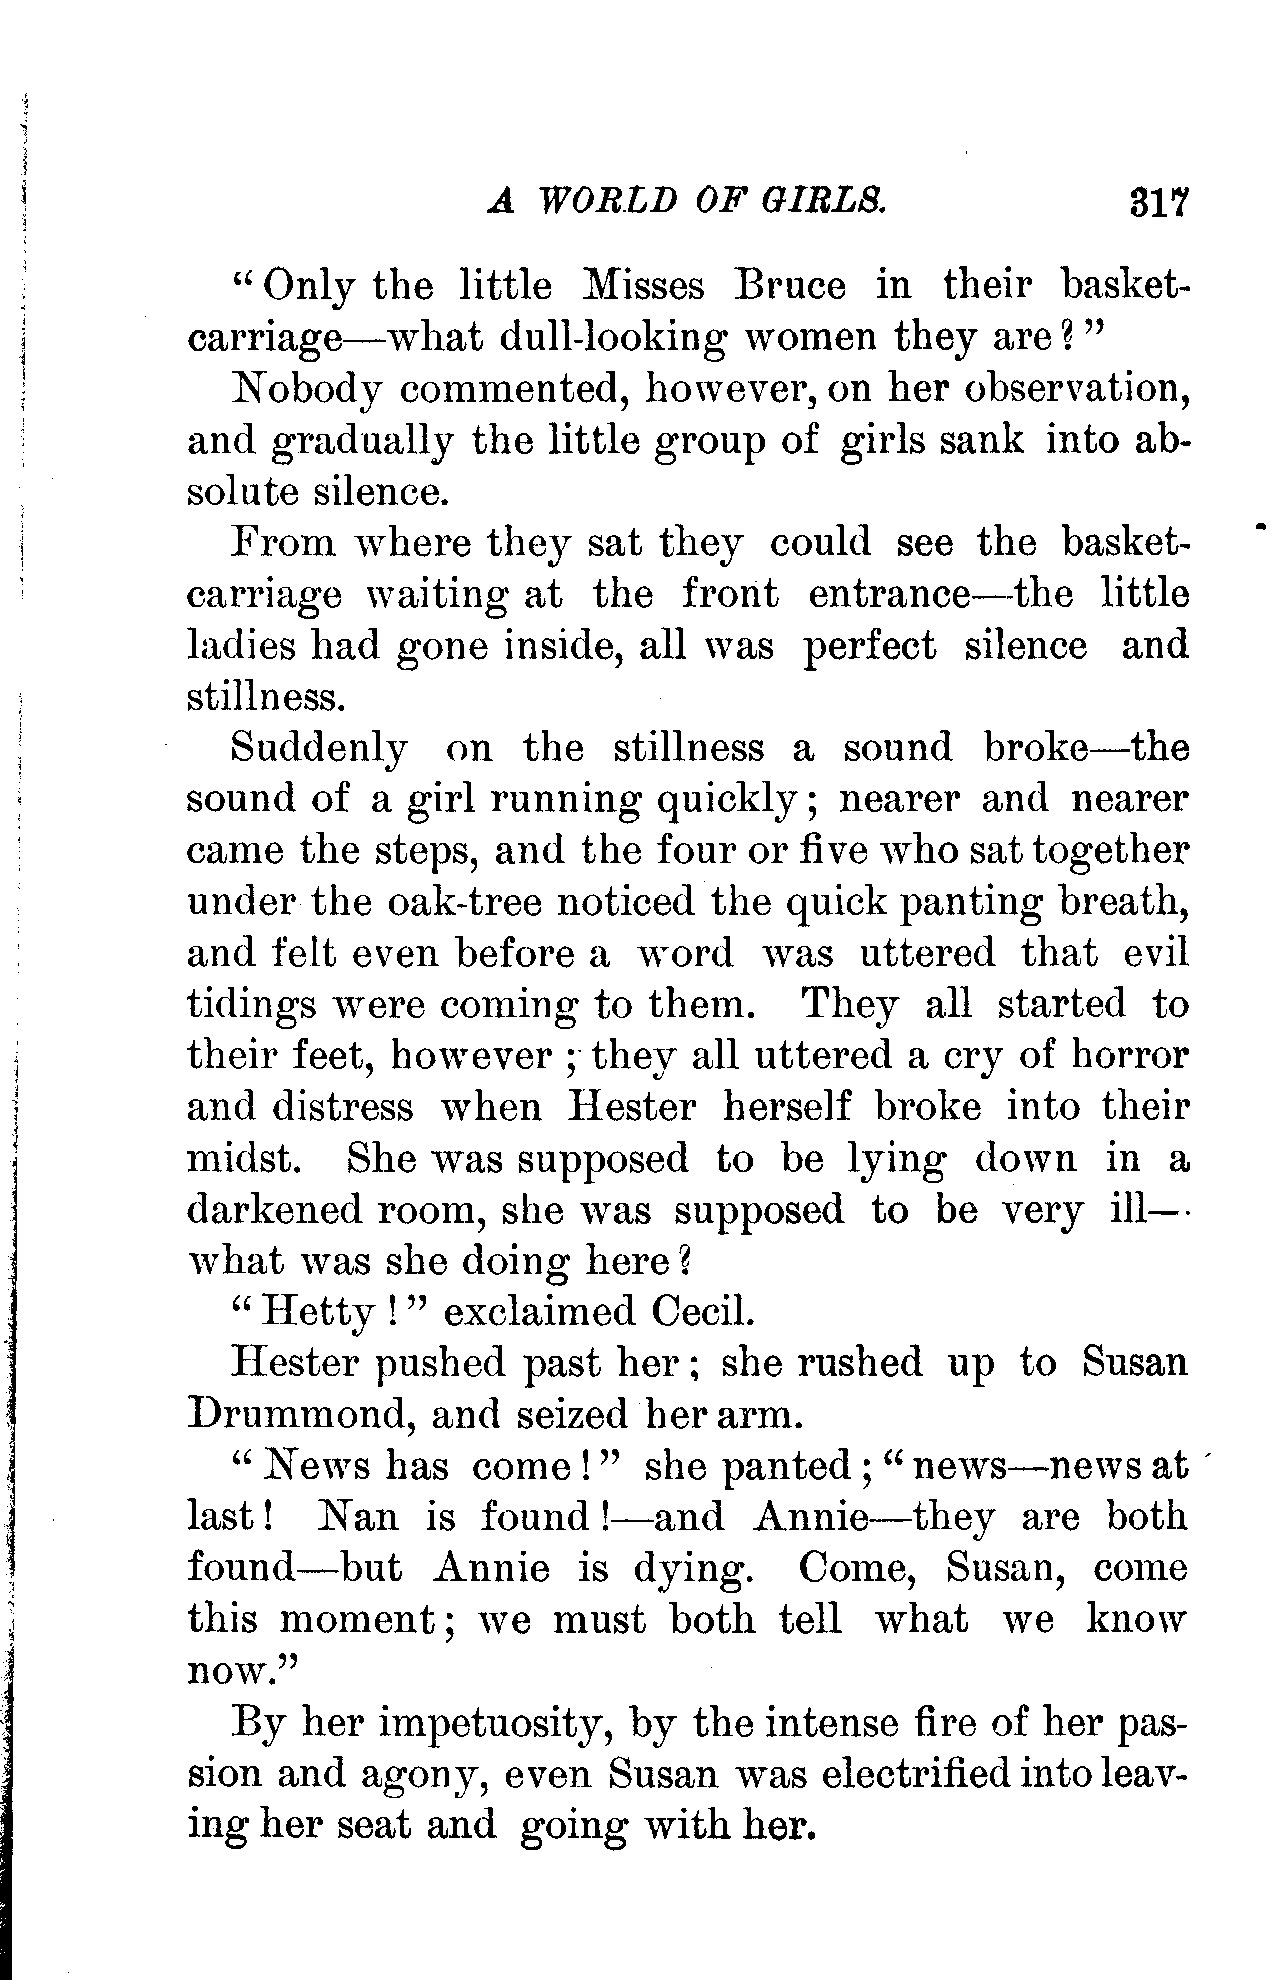 A WORLD OF GIRLS. 317
“Only the little Misses Bruce in their basket-
carriage—what dull-looking women they are?”
Nobody commented, however, on her observation,
and gradually the little group of girls sank into ab-
solute silence.
From where they sat they could see the basket-
carriage waiting at the front entrance—the little
ladies had gone inside, all was perfect silence and
stillness.
Suddenly on the stillness a sound broke—the
sound of a girl running quickly; nearer and nearer
came the steps, and the four or five who sat together
under the oak-tree noticed the quick panting breath,
and felt even before a word was uttered that evil
tidings were coming to them. They all started to
their feet, however; they all uttered a cry of horror
and distress when Hester herself broke into their
midst. She was supposed to be lying down in a
darkened room, she was supposed to be very ill—
what was she doing here?
“Hetty!” exclaimed Cecil.
Hester pushed past her; she rushed up to Susan
Drummond, and seized her arm.
“News has come!” she panted; “news—news at
last! Nan is found!—and Annie—they are both
found—but Annie is dying. Come, Susan, come
this moment; we must both tell what we know
now.”
By her impetuosity, by the intense fire of her pas-
sion and agony, even Susan was electrified into leav-
ing her seat and going with her.